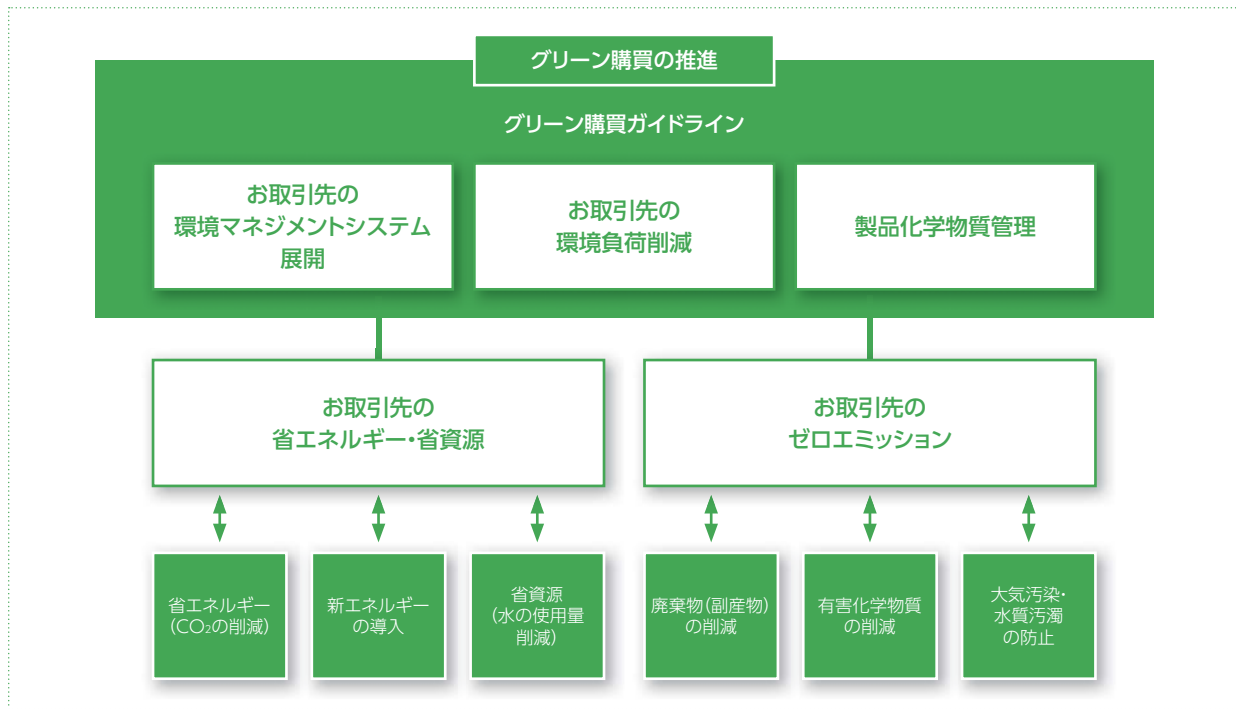 グリーン購買の推進
グリーン購買ガイドライン
お取引先の
環境マネジメントシステム
展開
お取引先の
環境負荷削減
製品化学物質管理
お取引先の
省エネルギー・省資源
お取引先の
ゼロエミッション
省エネルギー
(CO₂の削減)
新エネルギー
の導入
省資源
(水の使用量
削減)
廃棄物(副産物)
の削減
有害化学物質
の削減
大気汚染・
水質汚濁
の防止